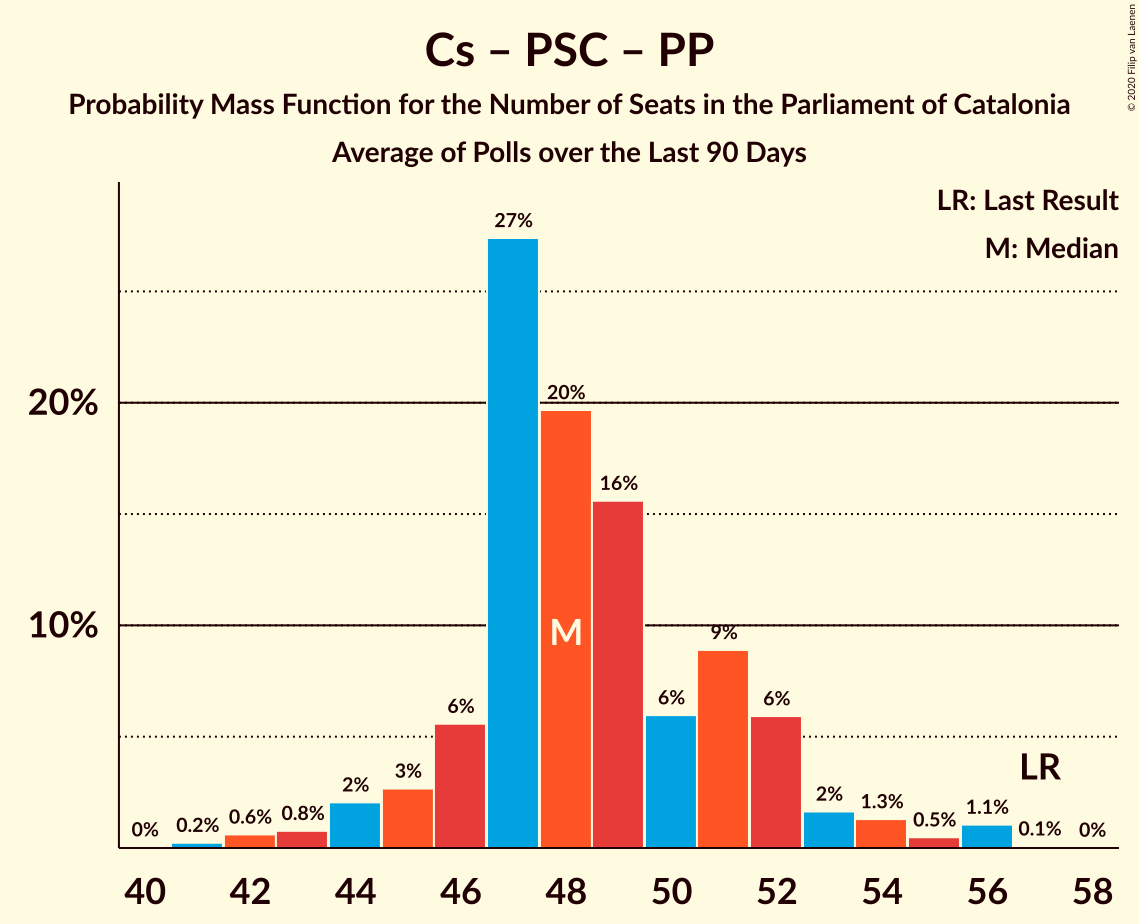 Cs – PSC – PP
Probability Mass Function for the Number of Seats in the Parliament of Catalonia
Average of Polls over the Last 90 Days
© 2020 Filip van Laenen
LR: Last Result
M: Median
20%
10%
0%
0.2%
0.6%
0.8%
2%
3%
6%
27%
20%
16%
6%
9%
6%
2%
1.3%
0.5%
1.1%
0.1%
0%
M
LR
40 42 44 46 48 50 52 54 56 58